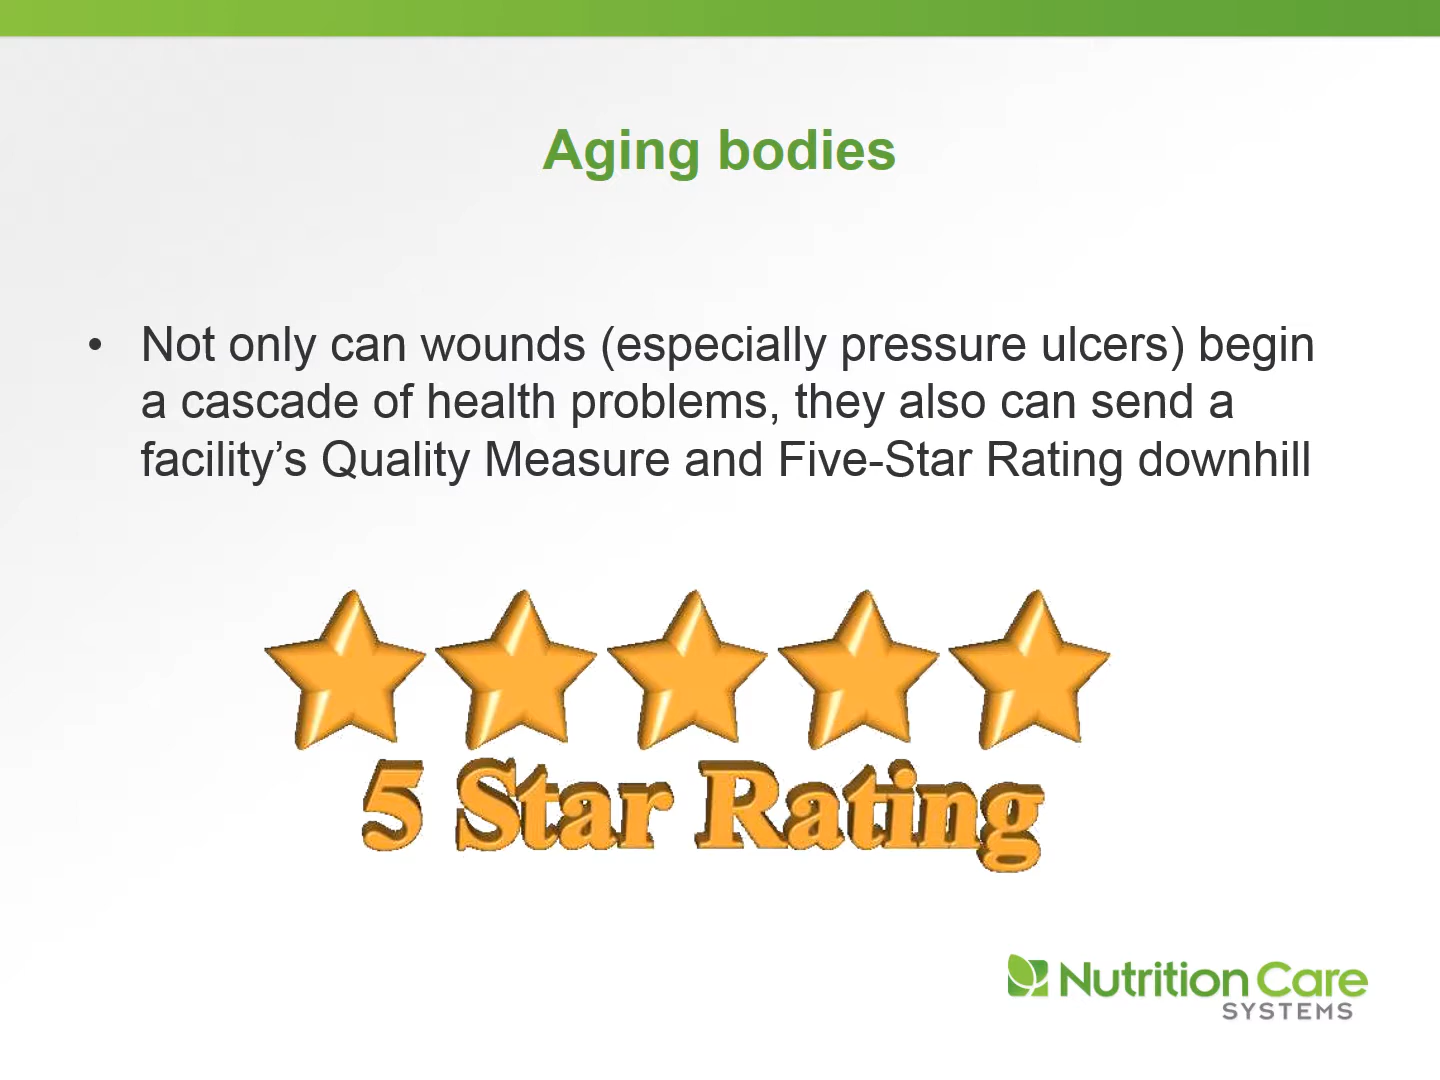 Aging bodies
• Not only can wounds (especially pressure ulcers) begin
a cascade of health problems, they also can send a
facility’s Quality Measure and Five-Star Rating downhill
5 Star Rating
Nutrition Care
SYSTEMS